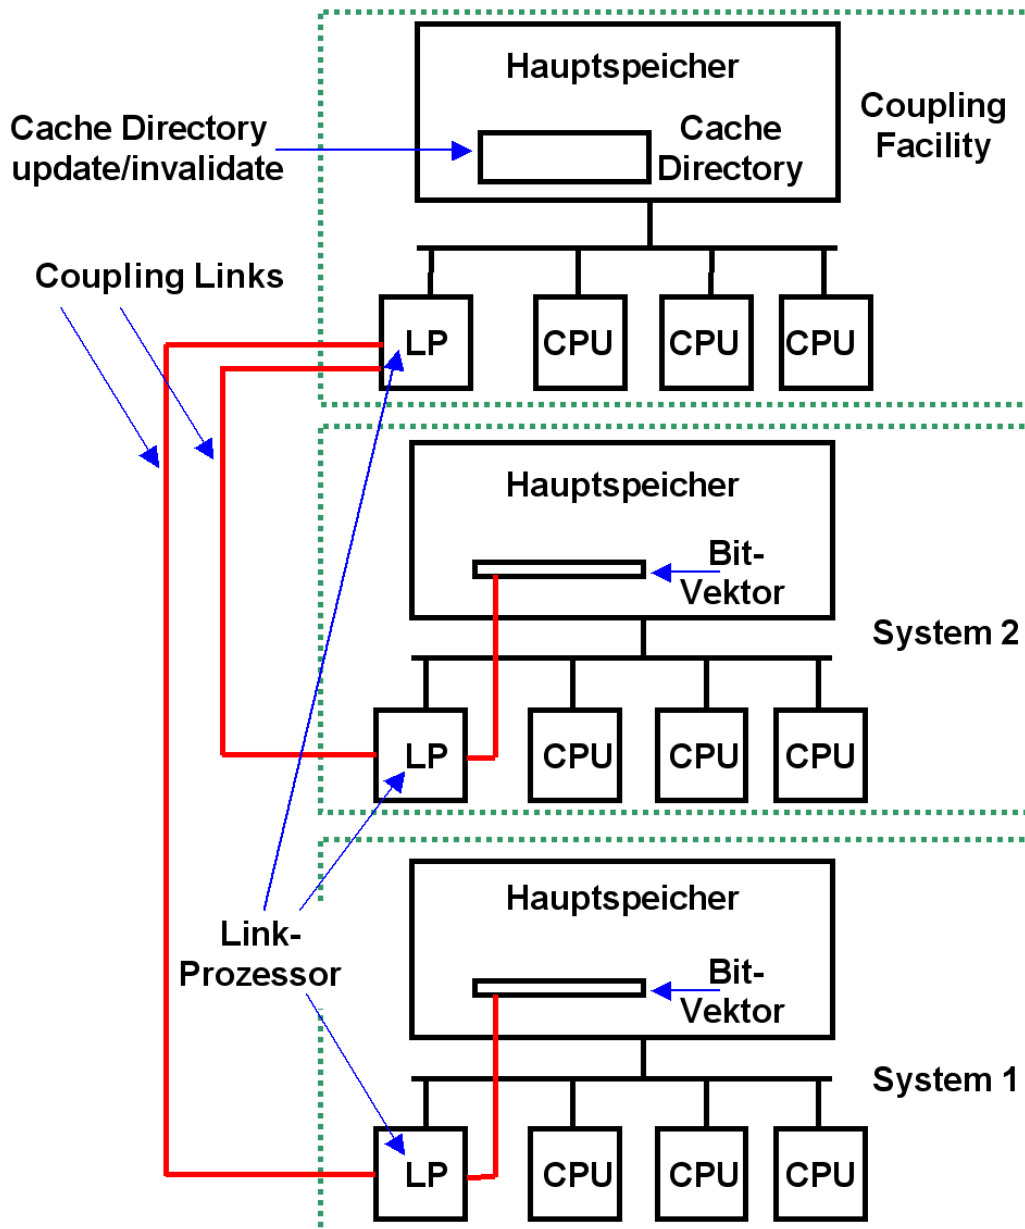 Hauptspeicher
Coupling
Facility
Cache Directory
update/invalidate
Cache
Directory
Coupling Links
LP
CPU
CPU
CPU
Hauptspeicher
Bit-
Vektor
System 2
LP
CPU
CPU
CPU
Hauptspeicher
Link-
Prozessor
Bit-
Vektor
System 1
LP
CPU
CPU
CPU